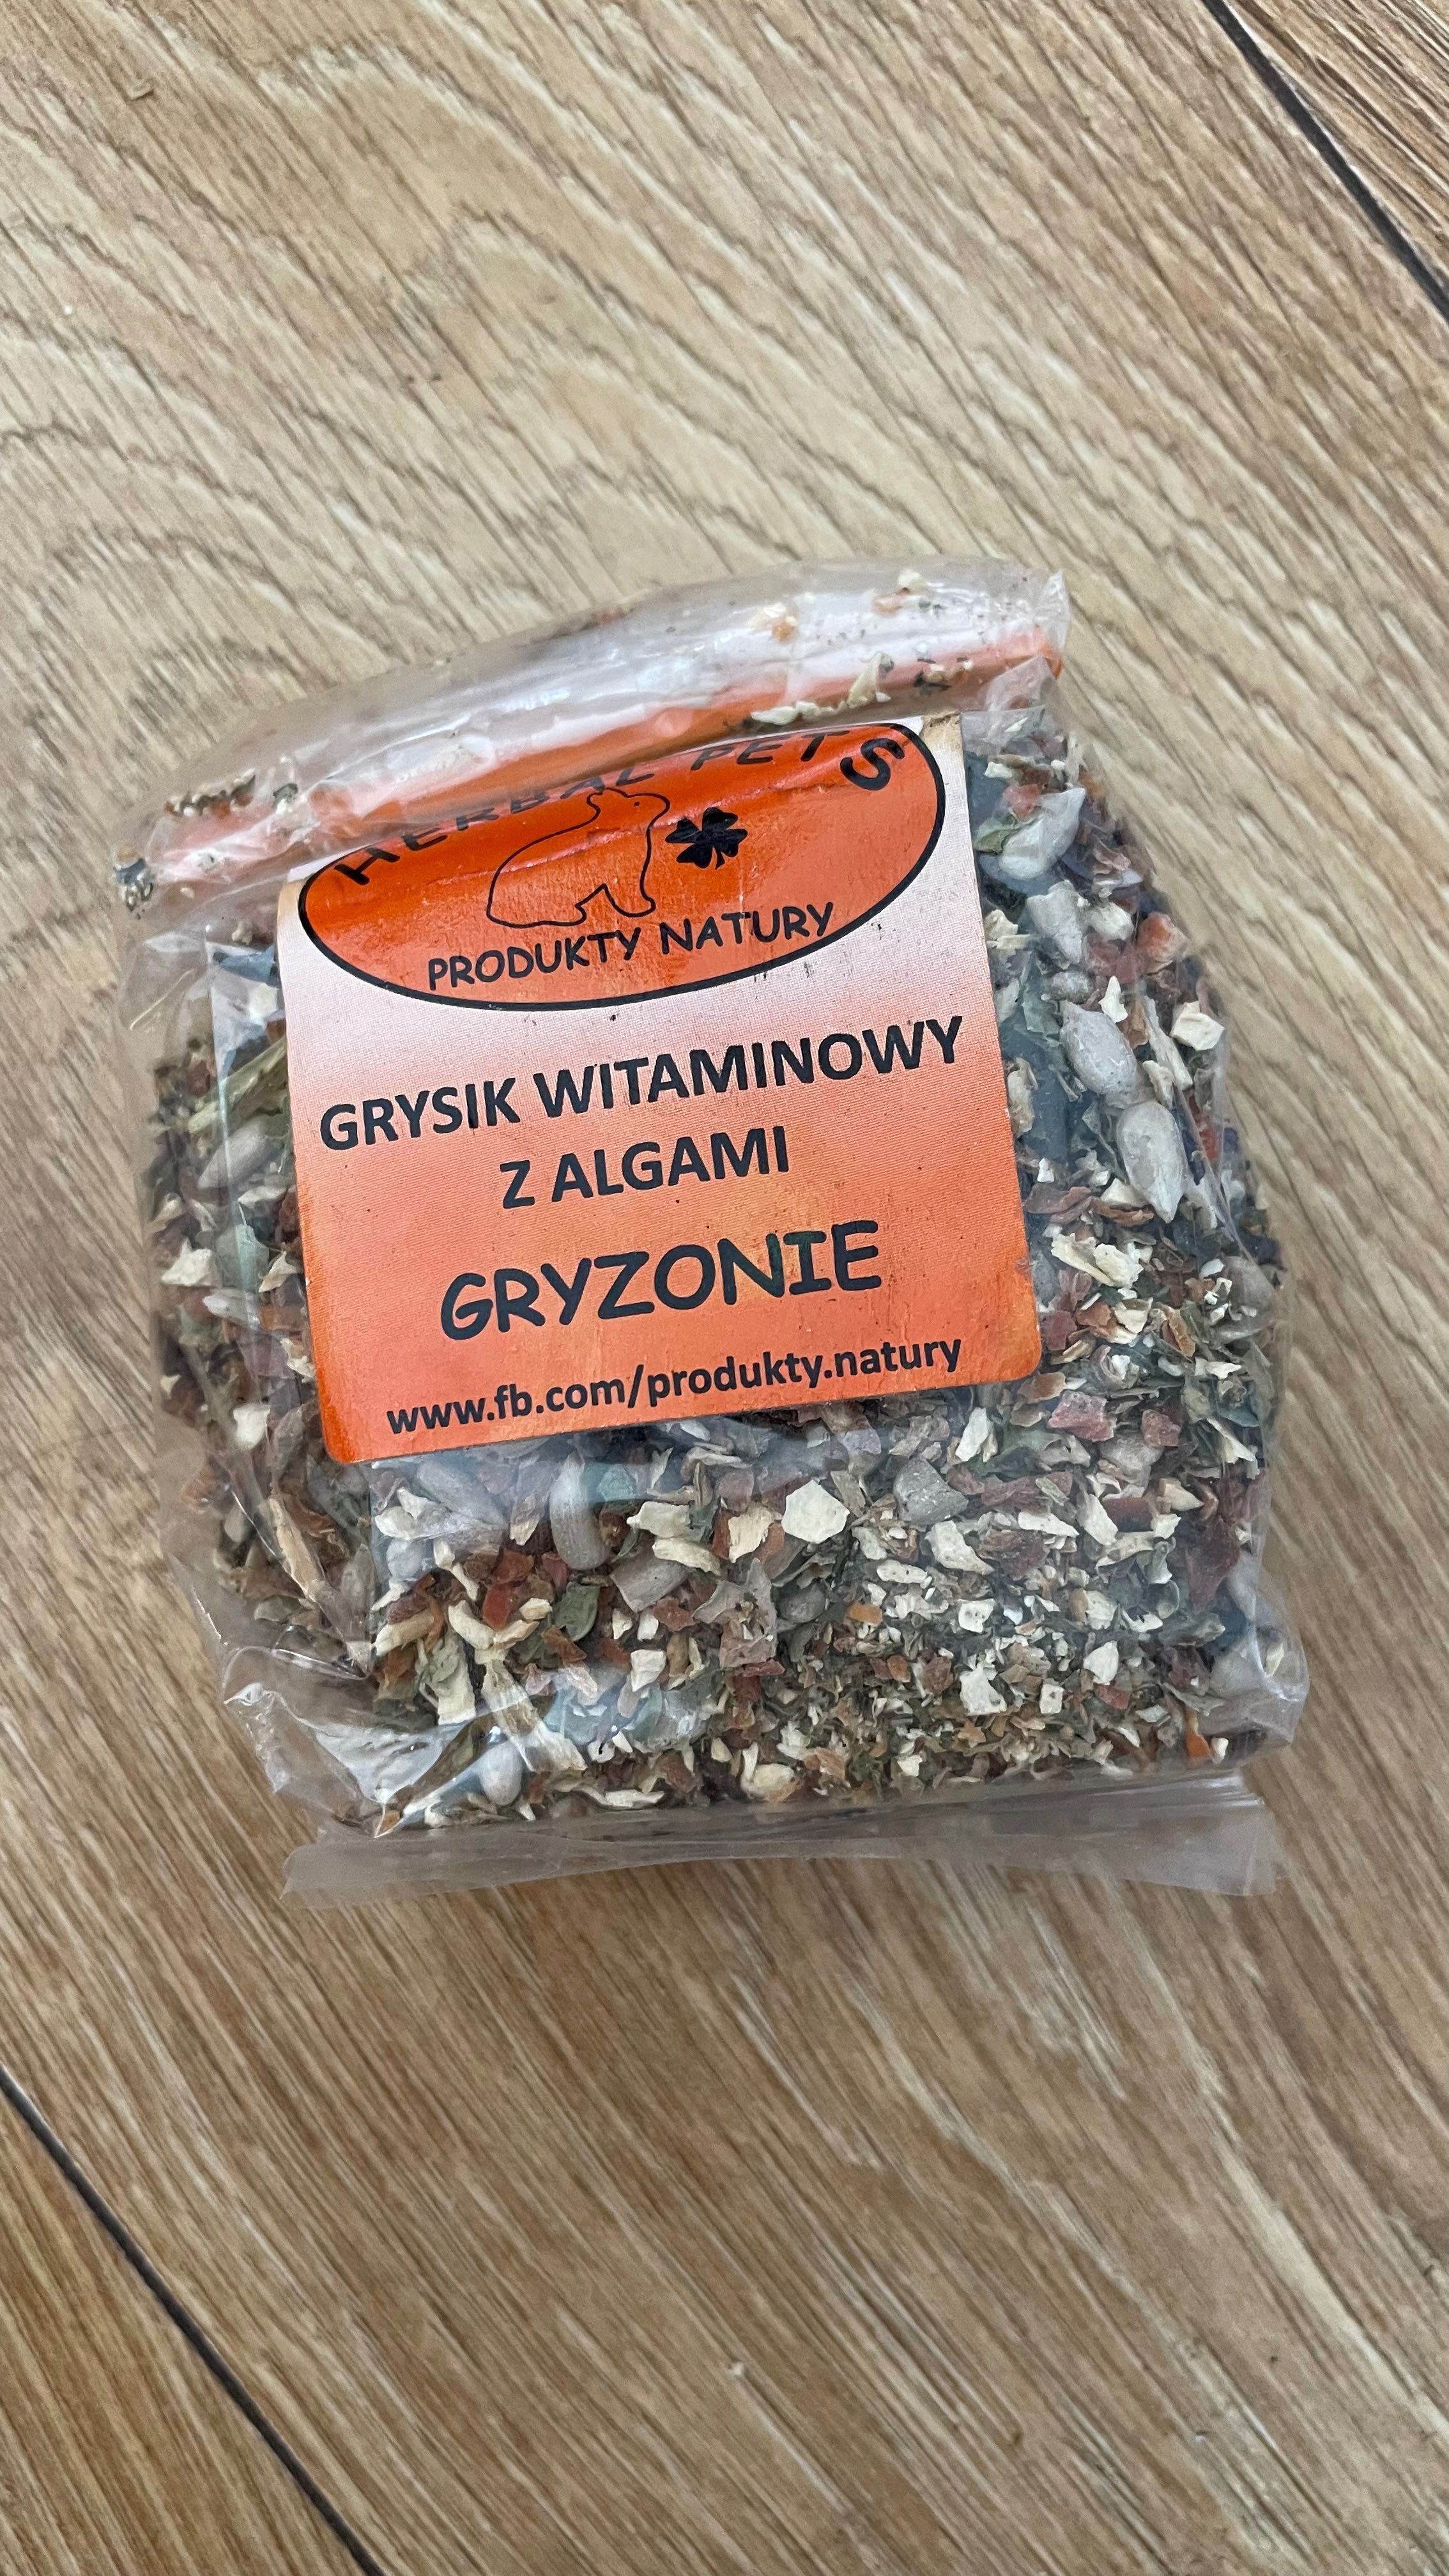 HERBAL PETS
PRODUKTY NATURY
GRYSIK WITAMINOWY
Z ALGAMI
GRYZONIE
www.fb.com/produkty.natury